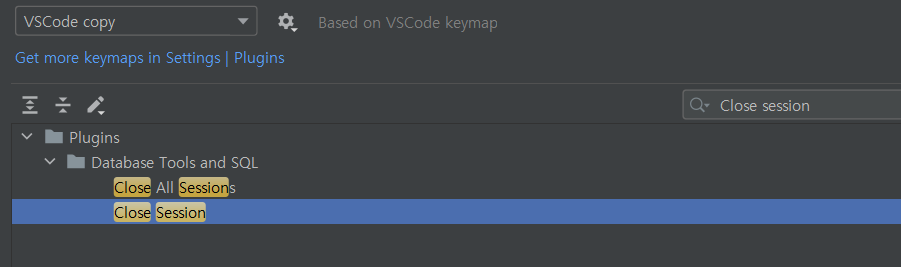 VSCode copy
Based on VSCode keymap
Get more keymaps in Settings | Plugins
Close session
Plugins
Database Tools and SQL
Close All Sessions
Close Session